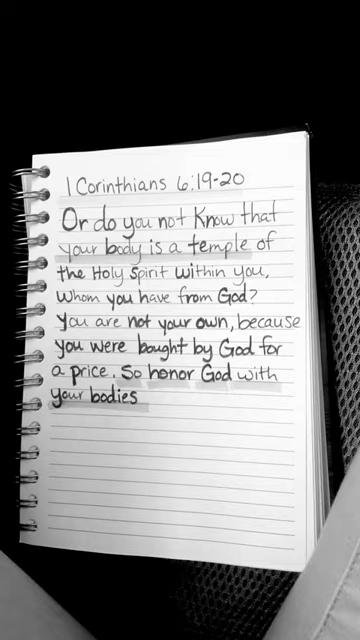 1 Corinthians 6:19-20
Or do you not know that
your body is a temple of
the Holy Spirit within you,
whom you have from God?
You are not your own, because
you were bought by God for
a price. So honor God with
your bodies